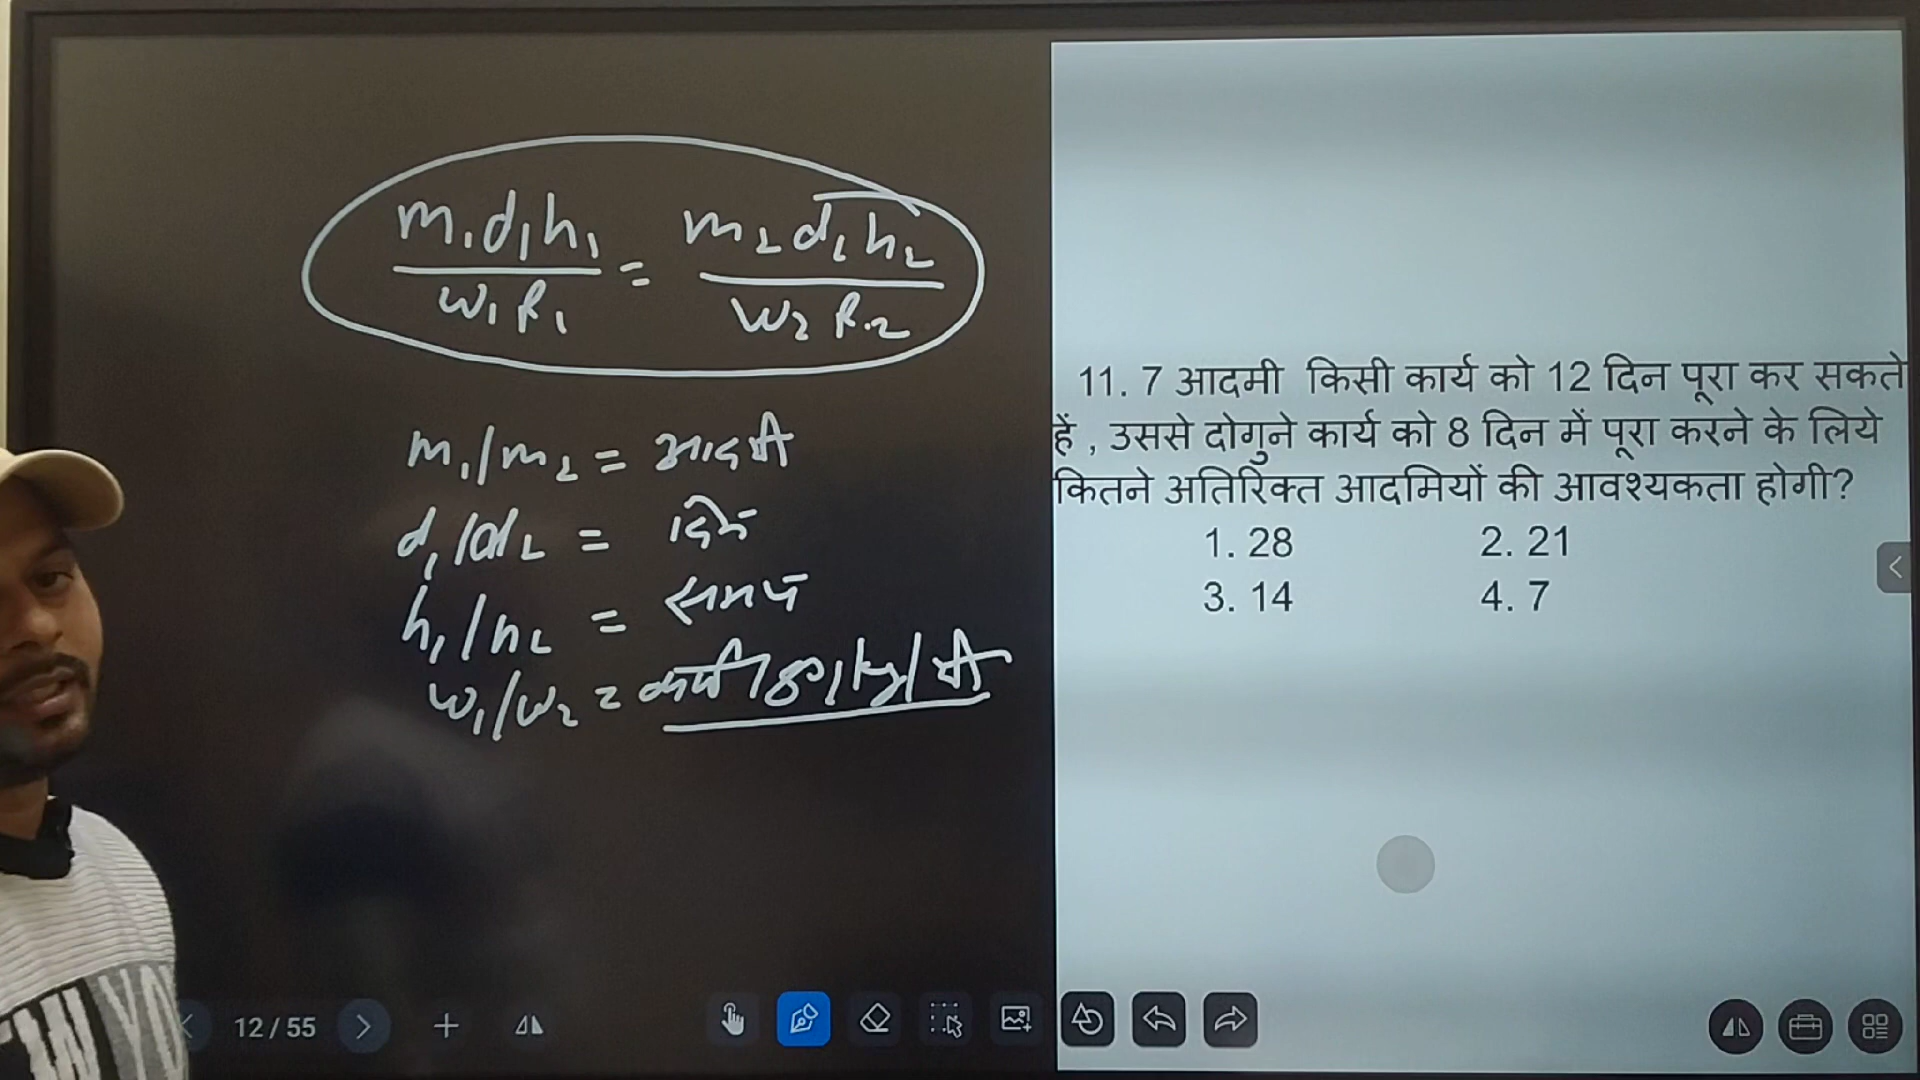 m₁d₁h₁ / w₁R₁ = m₂d₂h₂ / w₂R₂
m₁/m₂ = आदमी
d₁/d₂ = दिन
h₁/h₂ = समय
w₁/w₂ = कार्य / रु० / kg / मी
11. 7 आदमी किसी कार्य को 12 दिन पूरा कर सकते
हैं , उससे दोगुने कार्य को 8 दिन में पूरा करने के लिये
कितने अतिरिक्त आदमियों की आवश्यकता होगी?
1. 28 2. 21
3. 14 4. 7
12 / 55